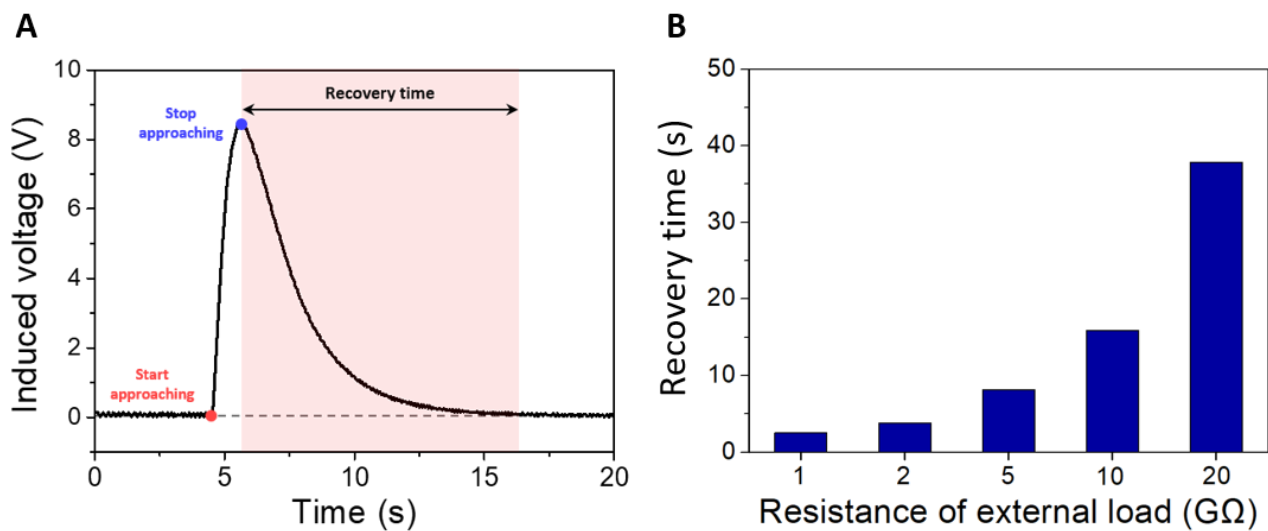 A
Induced voltage (V)
10
8
6
4
2
0
Stop
approaching
Recovery time
Start
approaching
0 5 10 15 20
Time (s)
B
Recovery time (s)
50
40
30
20
10
0
1 2 5 10 20
Resistance of external load (GΩ)